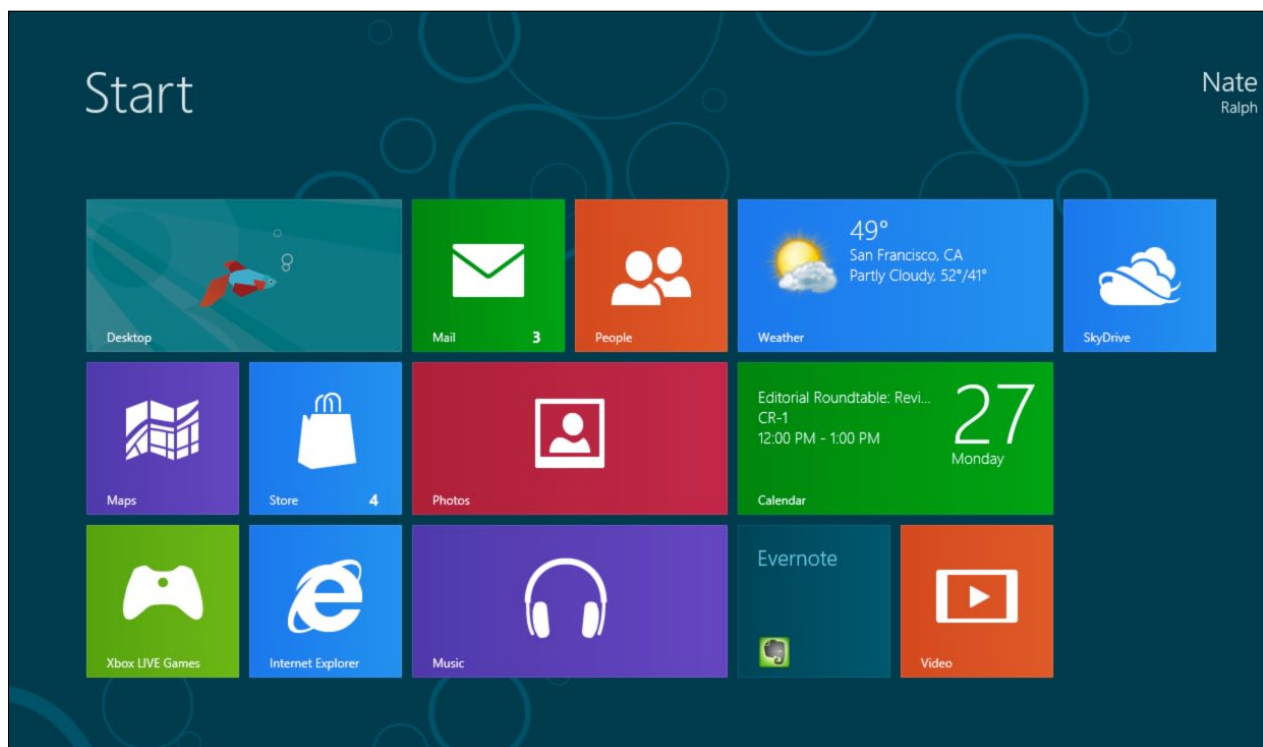 Start
Nate
Ralph
Desktop
Mail
3
People
49°
San Francisco, CA
Partly Cloudy, 52°/41°
Weather
SkyDrive
Maps
Store
4
Photos
Editorial Roundtable: Revi...
CR-1
12:00 PM - 1:00 PM
27
Monday
Calendar
Xbox LIVE Games
Internet Explorer
Music
Evernote
Video